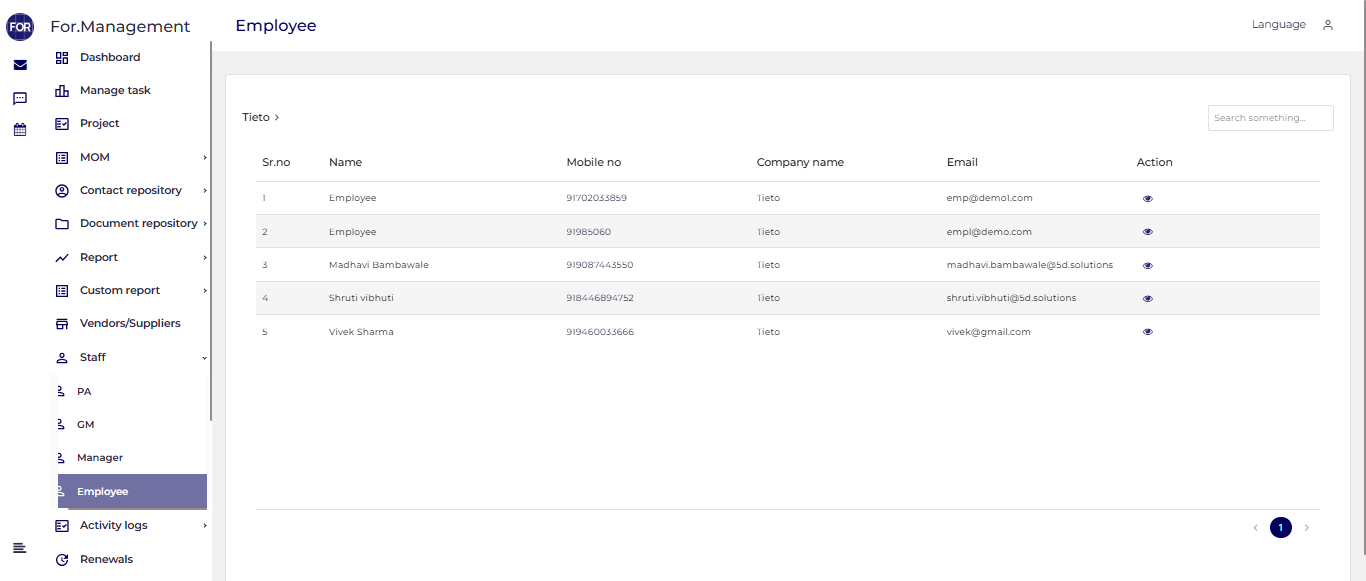 FOR For.Management
Employee
Language
Dashboard
Manage task
Project
MOM
Contact repository
Document repository
Report
Custom report
Vendors/Suppliers
Staff
PA
GM
Manager
Employee
Activity logs
Renewals
Tieto >
Search something...
Sr.no Name Mobile no Company name Email Action
1 Employee 91702033859 Tieto emp@demo1.com
2 Employee 91985060 Tieto empl@demo.com
3 Madhavi Bambawale 919087443550 Tieto madhavi.bambawale@5d.solutions
4 Shruti vibhuti 918446894752 Tieto shruti.vibhuti@5d.solutions
5 Vivek Sharma 919460033666 Tieto vivek@gmail.com
< 1 >